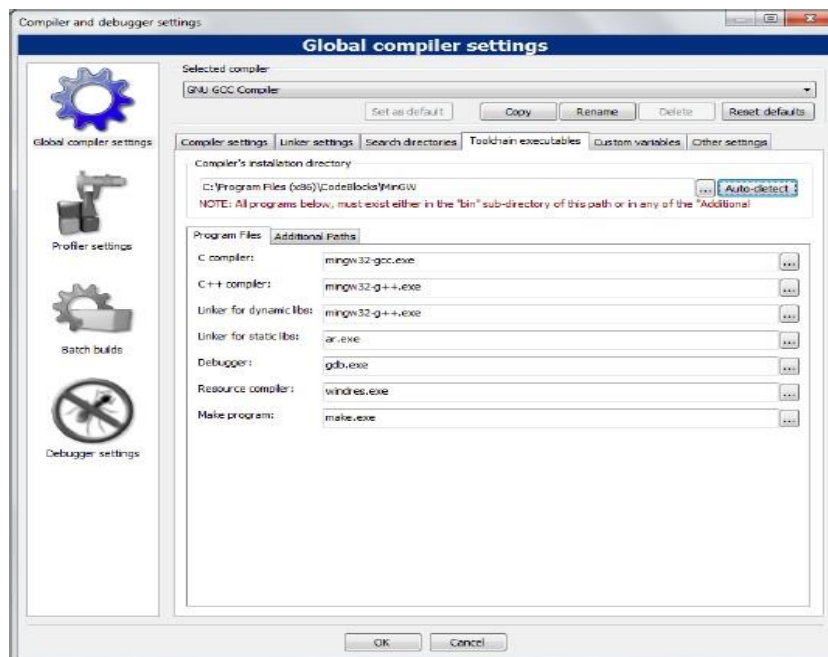 Compiler and debugger settings
Global compiler settings
Selected compiler
GNU GCC Compiler
Set as default Copy Rename Delete Reset defaults
Global compiler settings
Compiler settings Linker settings Search directories Toolchain executables Custom variables Other settings
Compiler's installation directory
C:\Program Files (x86)\CodeBlocks\MinGW ... Auto-detect
NOTE: All programs below, must exist either in the "bin" sub-directory of this path or in any of the "Additional
Profiler settings
Program Files Additional Paths
C compiler: mingw32-gcc.exe ...
C++ compiler: mingw32-g++.exe ...
Linker for dynamic libs: mingw32-g++.exe ...
Linker for static libs: ar.exe ...
Batch builds
Debugger: gdb.exe ...
Resource compiler: windres.exe ...
Make program: make.exe ...
Debugger settings
OK Cancel